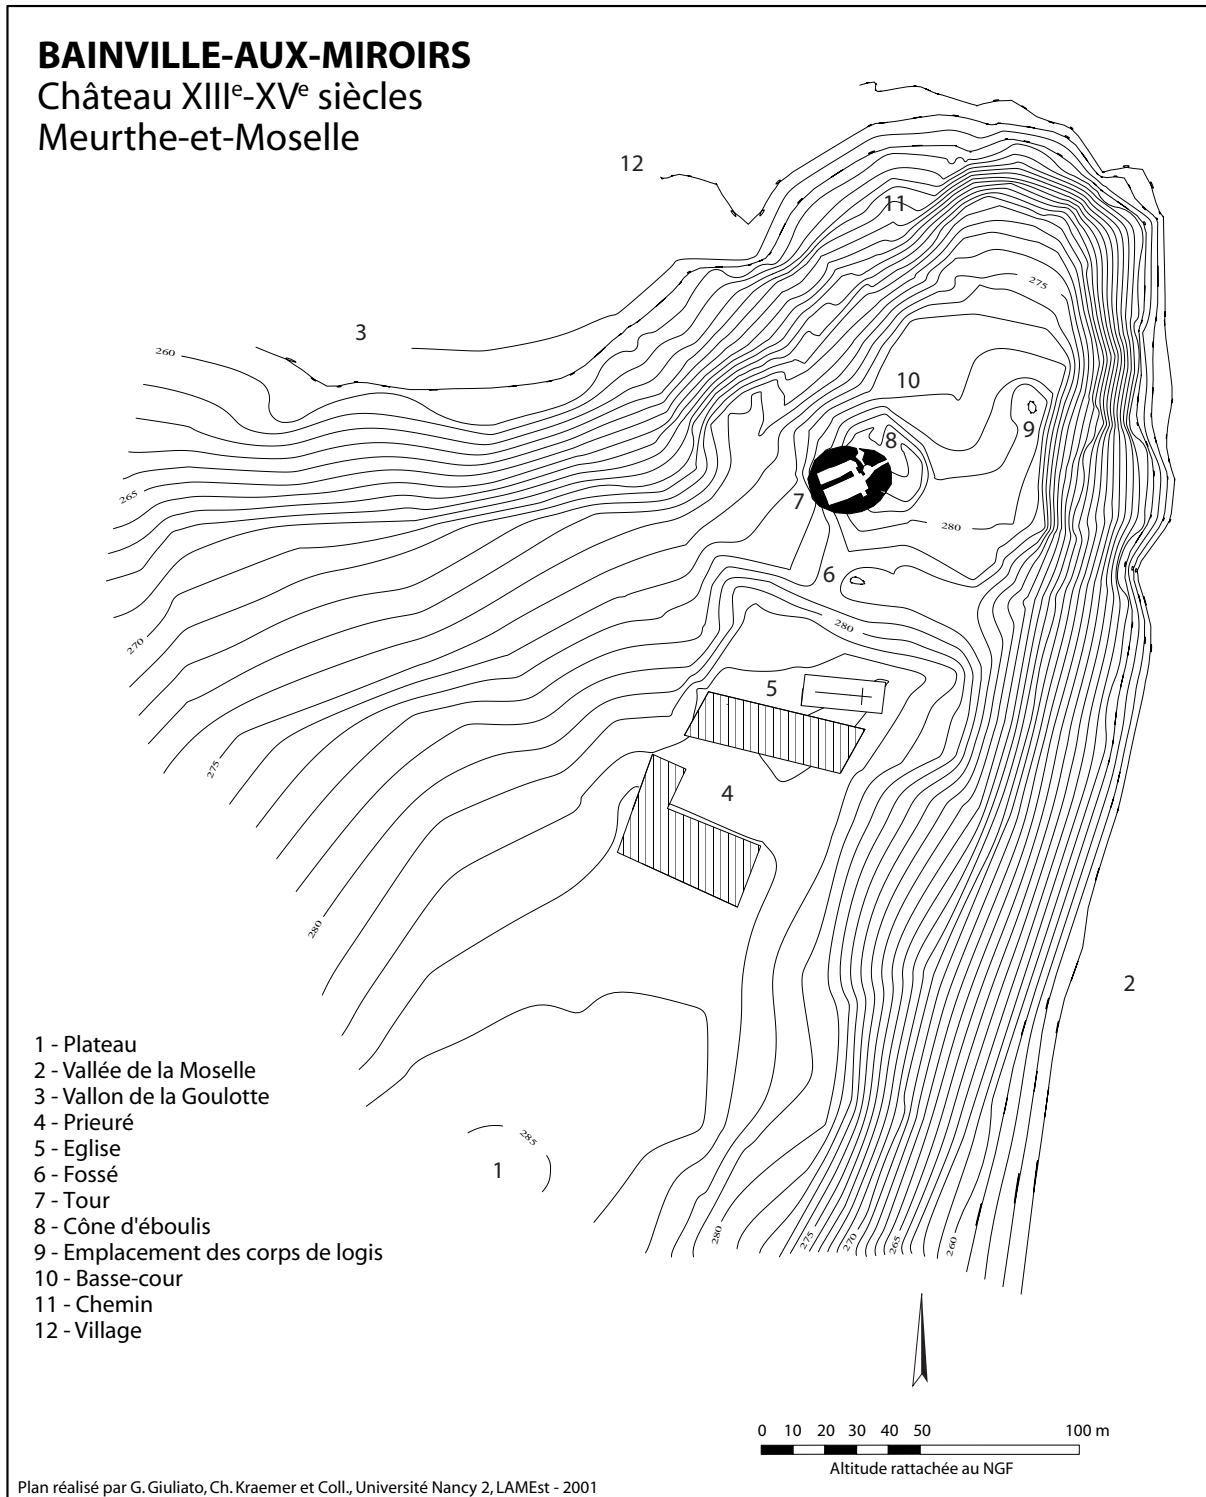 BAINVILLE-AUX-MIROIRS
Château XIIIe-XVe siècles
Meurthe-et-Moselle
12
11
275
3
260
10
9
8
265
7
280
6
280
270
5
275
4
280
2
285
1
1 - Plateau
2 - Vallée de la Moselle
3 - Vallon de la Goulotte
4 - Prieuré
5 - Eglise
6 - Fossé
7 - Tour
8 - Cône d'éboulis
9 - Emplacement des corps de logis
10 - Basse-cour
11 - Chemin
12 - Village
280 275 270 265 260
0 10 20 30 40 50 100 m
Altitude rattachée au NGF
Plan réalisé par G. Giuliato, Ch. Kraemer et Coll., Université Nancy 2, LAMEst - 2001